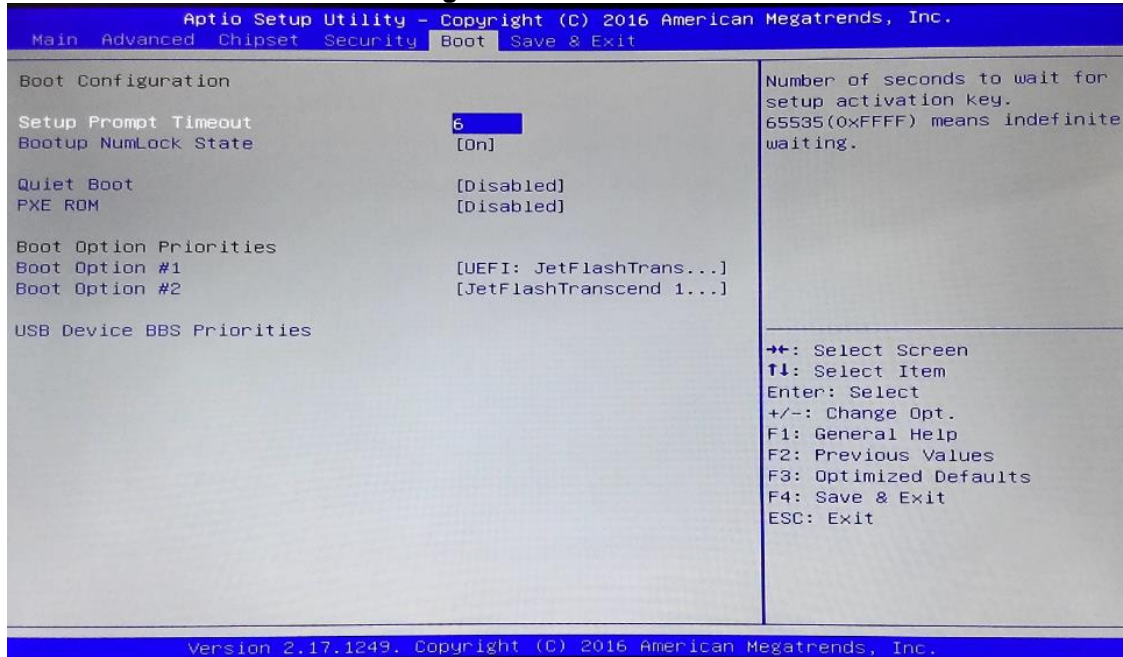 Aptio Setup Utility – Copyright (C) 2016 American Megatrends, Inc.
Main Advanced Chipset Security Boot Save & Exit
Boot Configuration
Setup Prompt Timeout 6
Bootup NumLock State [On]
Quiet Boot [Disabled]
PXE ROM [Disabled]
Boot Option Priorities
Boot Option #1 [UEFI: JetFlashTrans...]
Boot Option #2 [JetFlashTranscend 1...]
USB Device BBS Priorities
Number of seconds to wait for
setup activation key.
65535(0xFFFF) means indefinite
waiting.
→←: Select Screen
↑↓: Select Item
Enter: Select
+/-: Change Opt.
F1: General Help
F2: Previous Values
F3: Optimized Defaults
F4: Save & Exit
ESC: Exit
Version 2.17.1249. Copyright (C) 2016 American Megatrends, Inc.